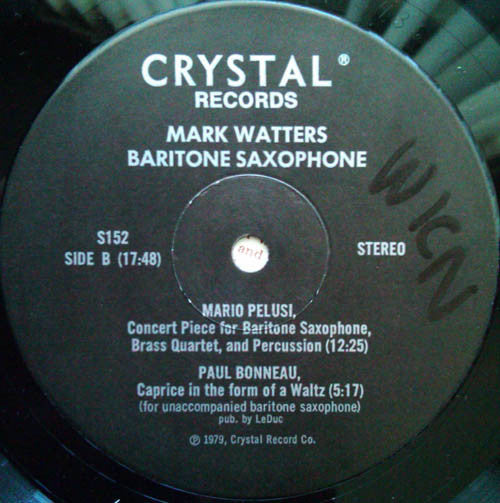 CRYSTAL®
RECORDS
MARK WATTERS
BARITONE SAXOPHONE
WICN
S152
SIDE B (17:48)
and
STEREO
MARIO PELUSI,
Concert Piece for Baritone Saxophone,
Brass Quartet, and Percussion (12:25)
PAUL BONNEAU,
Caprice in the form of a Waltz (5:17)
(for unaccompanied baritone saxophone)
pub. by LeDuc
℗ 1979, Crystal Record Co.